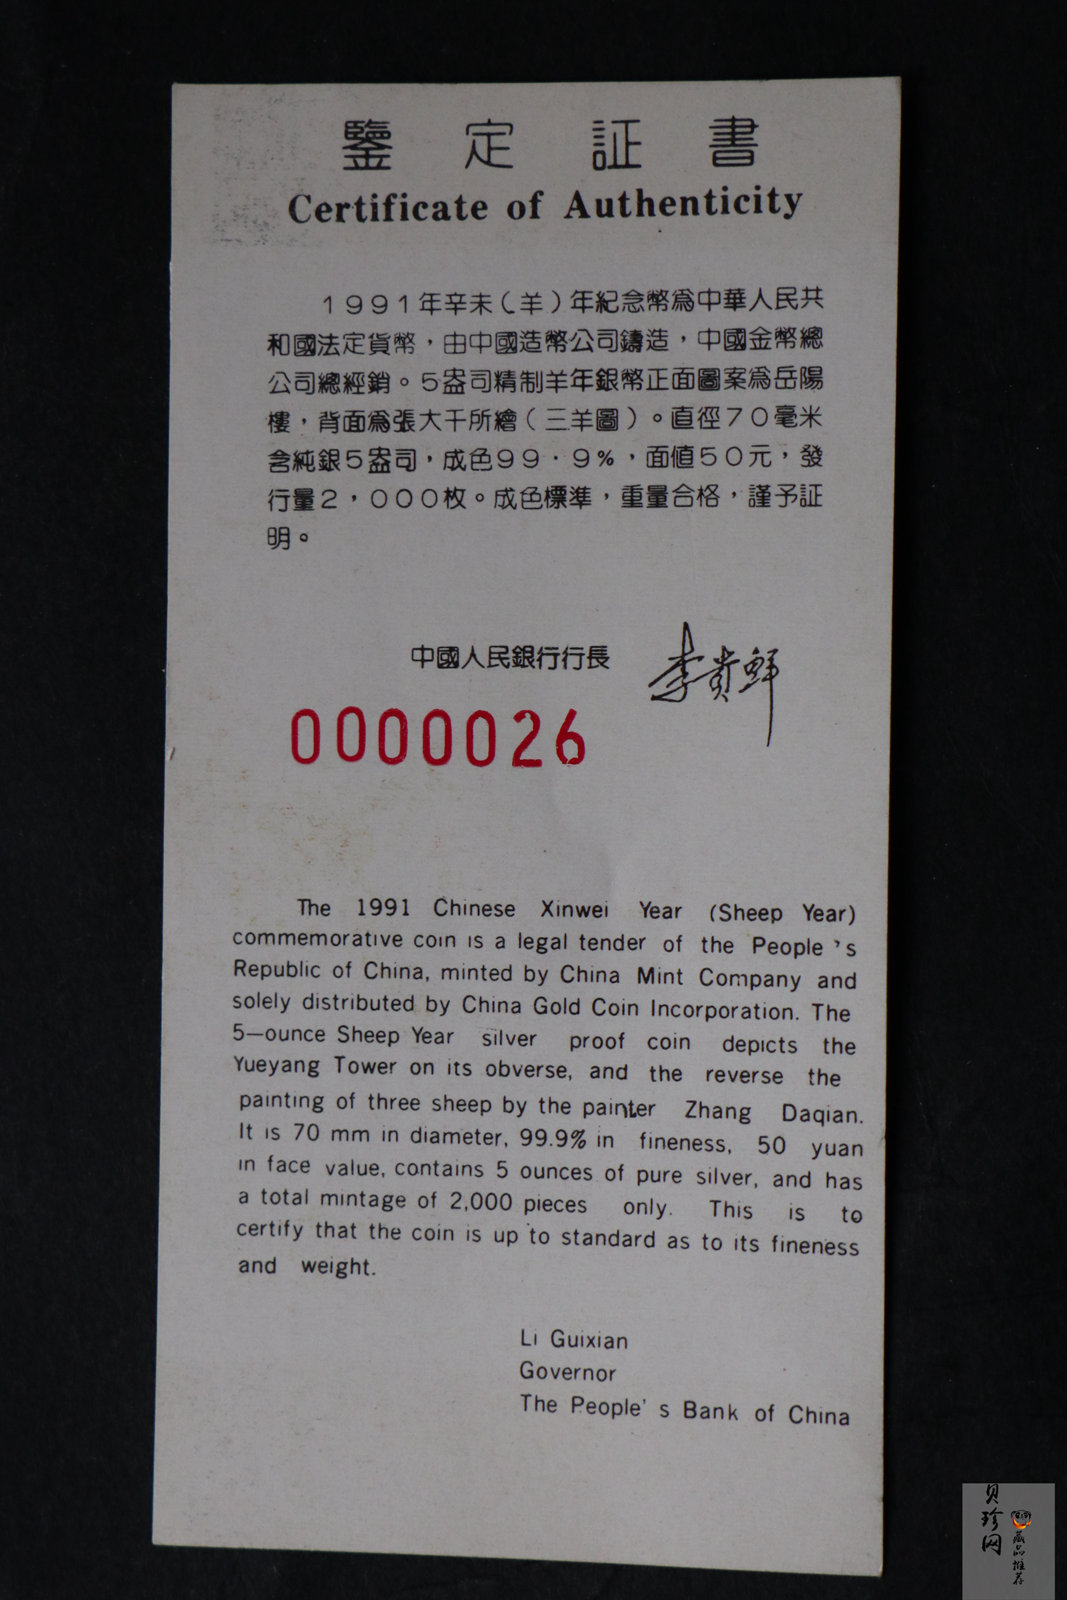 鑒定証書
Certificate of Authenticity
1991年辛未(羊)年紀念幣為中華人民共
和國法定貨幣,由中國造幣公司鑄造,中國金幣總
公司總經銷。5盎司精制羊年銀幣正面圖案為岳陽
樓,背面為張大千所繪(三羊圖)。直徑70毫米
含純銀5盎司,成色99.9%,面值50元,發
行量2,000枚。成色標準,重量合格,謹予証
明。
中國人民銀行行長 李貴鮮
0000026
The 1991 Chinese Xinwei Year (Sheep Year)
commemorative coin is a legal tender of the People's
Republic of China, minted by China Mint Company and
solely distributed by China Gold Coin Incorporation. The
5—ounce Sheep Year silver proof coin depicts the
Yueyang Tower on its obverse, and the reverse the
painting of three sheep by the painter Zhang Daqian.
It is 70 mm in diameter, 99.9% in fineness, 50 yuan
in face value, contains 5 ounces of pure silver, and has
a total mintage of 2,000 pieces only. This is to
certify that the coin is up to standard as to its fineness
and weight.
Li Guixian
Governor
The People's Bank of China
贝珍网
藏品推荐